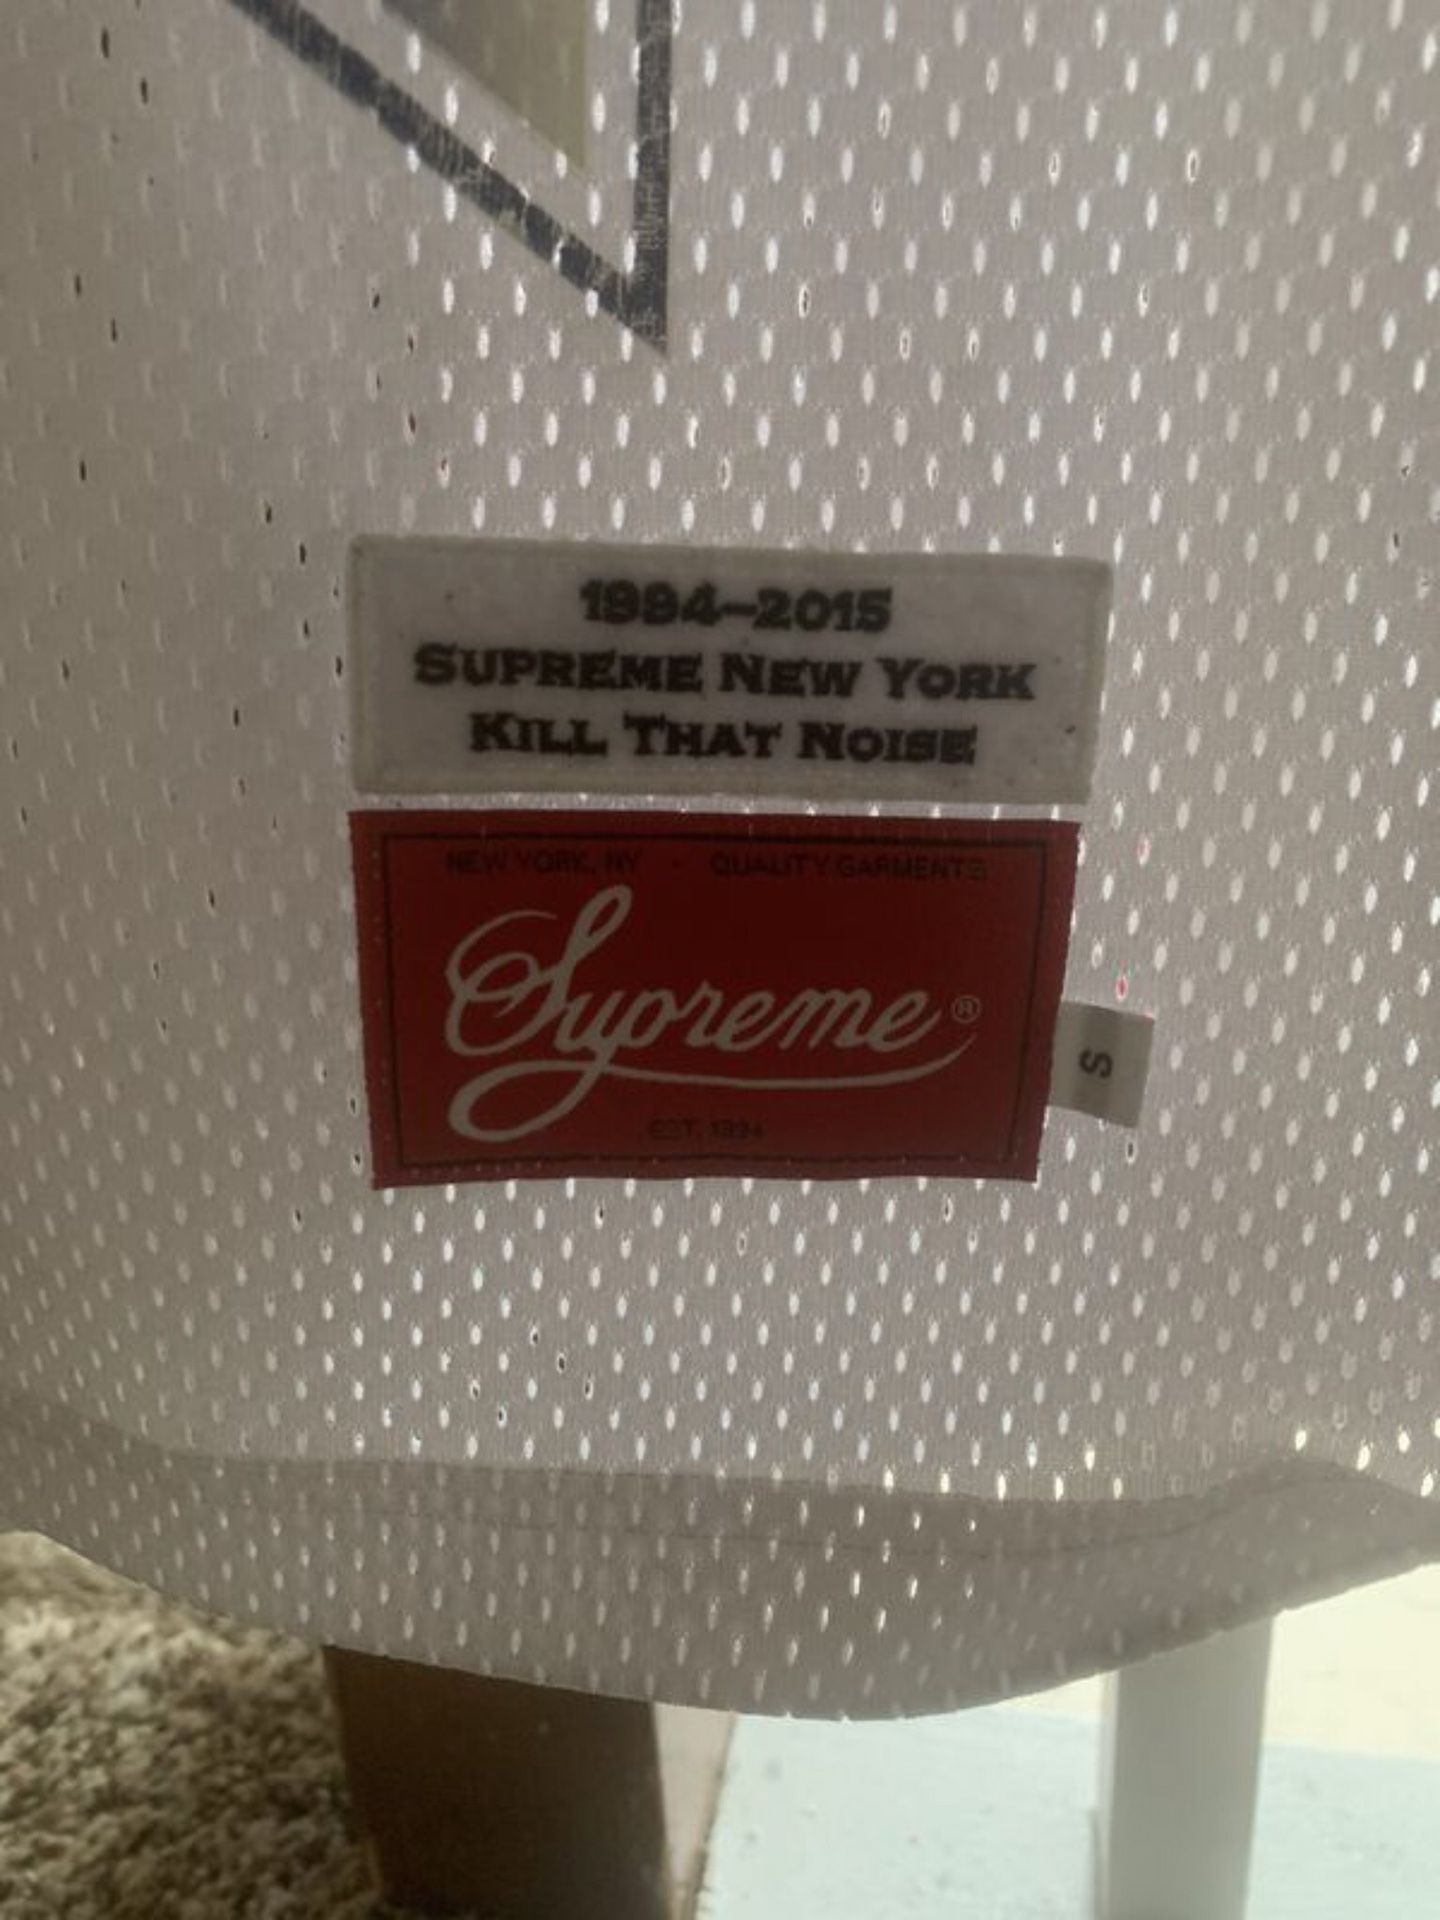 1994–2015
SUPREME NEW YORK
KILL THAT NOISE
NEW YORK, NY - QUALITY GARMENTS
Supreme®
EST. 1994
S